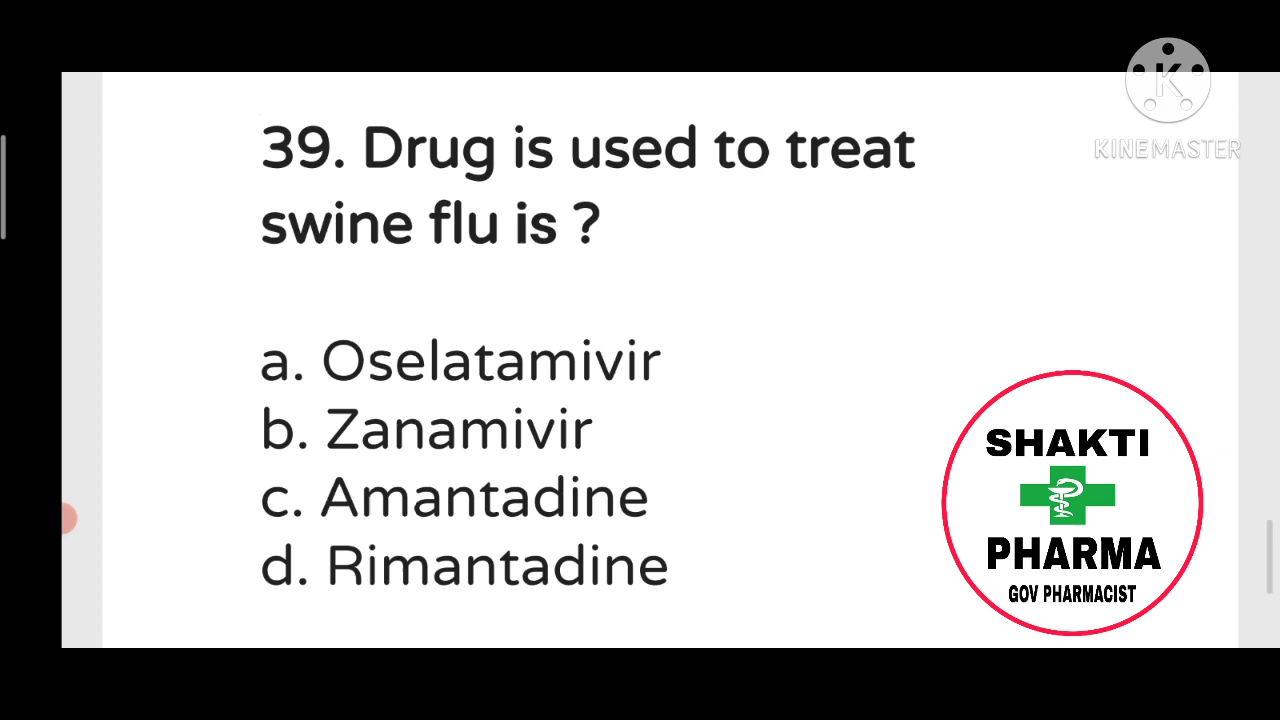 K
KINEMASTER
39. Drug is used to treat
swine flu is ?
a. Oselatamivir
b. Zanamivir
c. Amantadine
d. Rimantadine
SHAKTI
PHARMA
GOV PHARMACIST